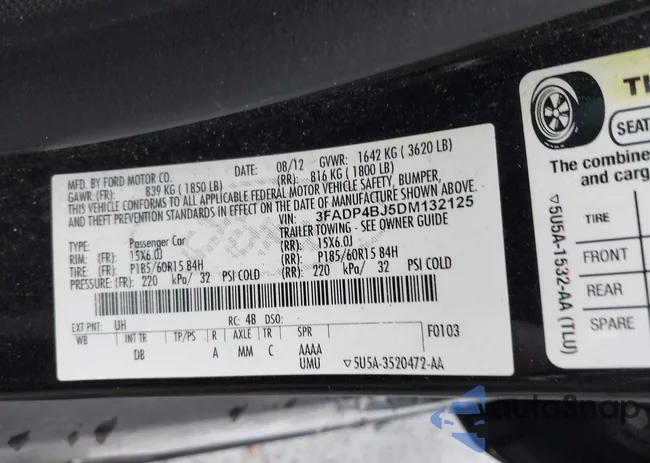 MFD. BY FORD MOTOR CO.
DATE: 08/12 GVWR: 1642 KG ( 3620 LB)
GAWR: (FR): 839 KG ( 1850 LB) (RR): 816 KG ( 1800 LB)
THIS VEHICLE CONFORMS TO ALL APPLICABLE FEDERAL MOTOR VEHICLE SAFETY, BUMPER,
AND THEFT PREVENTION STANDARDS IN EFFECT ON THE DATE OF MANUFACTURE SHOWN ABOVE.
VIN: 3FADP4BJ5DM132125
TYPE: Passenger Car TRAILER TOWING - SEE OWNER GUIDE
RIM: (FR): 15X6.0J (RR): 15X6.0J
TIRE: (FR): P185/60R15 84H (RR): P185/60R15 84H
PRESSURE: (FR): 220 kPa/ 32 PSI COLD (RR): 220 kPa/ 32 PSI COLD
EXT PNT: UH RC: 48 DSO: F0103
WB INT TR TP/PS R AXLE TR SPR
DB A MM C AAAA
UMU ▽5U5A-3520472-AA
TI
SEAT
The combine
and carg
TIRE
FRONT
REAR
SPARE
▽5U5A-1532-AA (TLU)
autoSnap